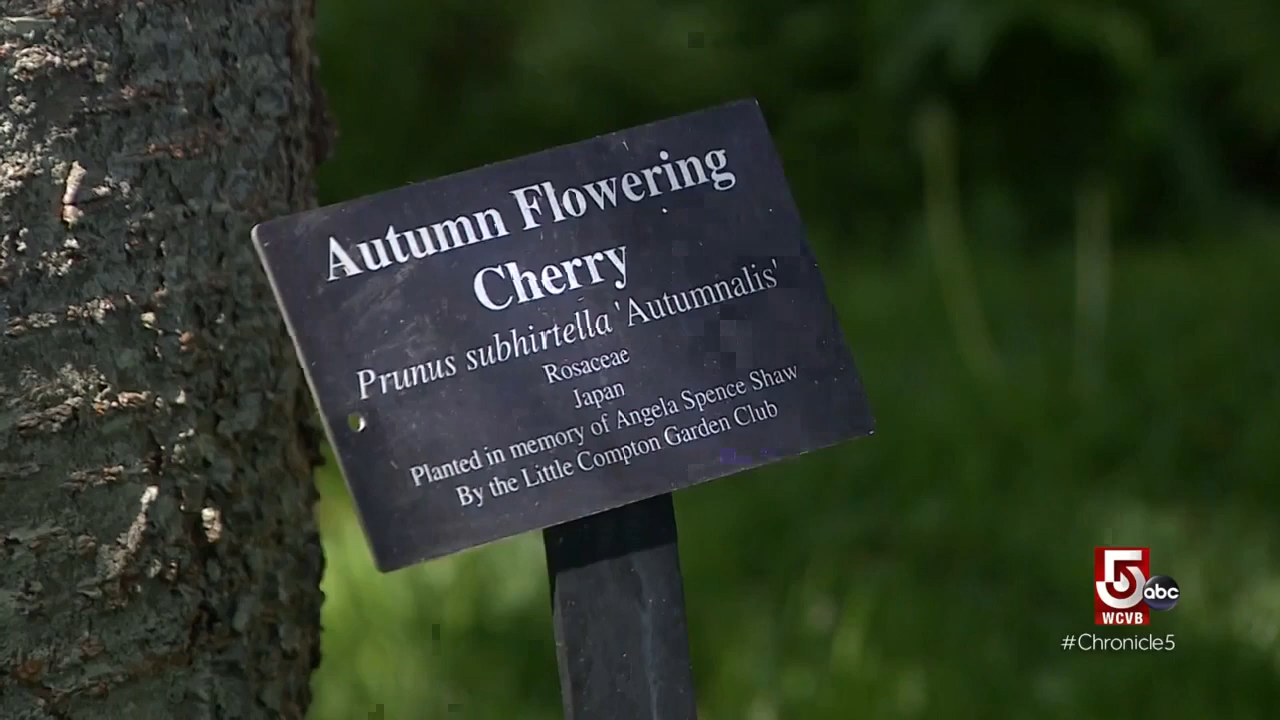 Autumn Flowering
Cherry
Prunus subhirtella 'Autumnalis'
Rosaceae
Japan
Planted in memory of Angela Spence Shaw
By the Little Compton Garden Club
5
abc
WCVB
#Chronicle5